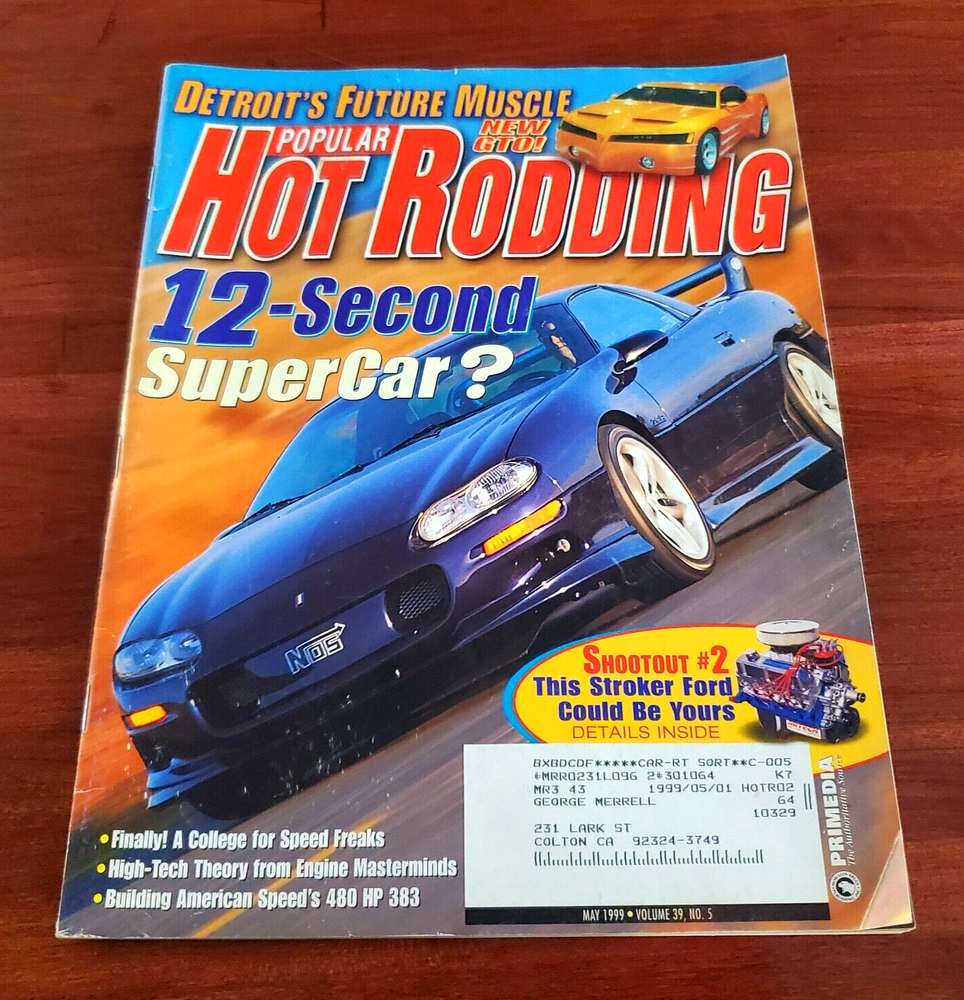 DETROIT'S FUTURE MUSCLE
NEW
GTO!
POPULAR
HOT RODDING
12-Second
SuperCar?
NOS
SHOOTOUT #2
This Stroker Ford
Could Be Yours
DETAILS INSIDE
BXBDCDF*****CAR-RT SORT**C-005
#MRR0231L096 2#301064 K7
MR3 43 1999/05/01 HOTR02
GEORGE MERRELL 64
10329
231 LARK ST
COLTON CA 92324-3749
PRIMEDIA
The Authoritative Source
• Finally! A College for Speed Freaks
• High-Tech Theory from Engine Masterminds
• Building American Speed's 480 HP 383
MAY 1999 • VOLUME 39, NO. 5